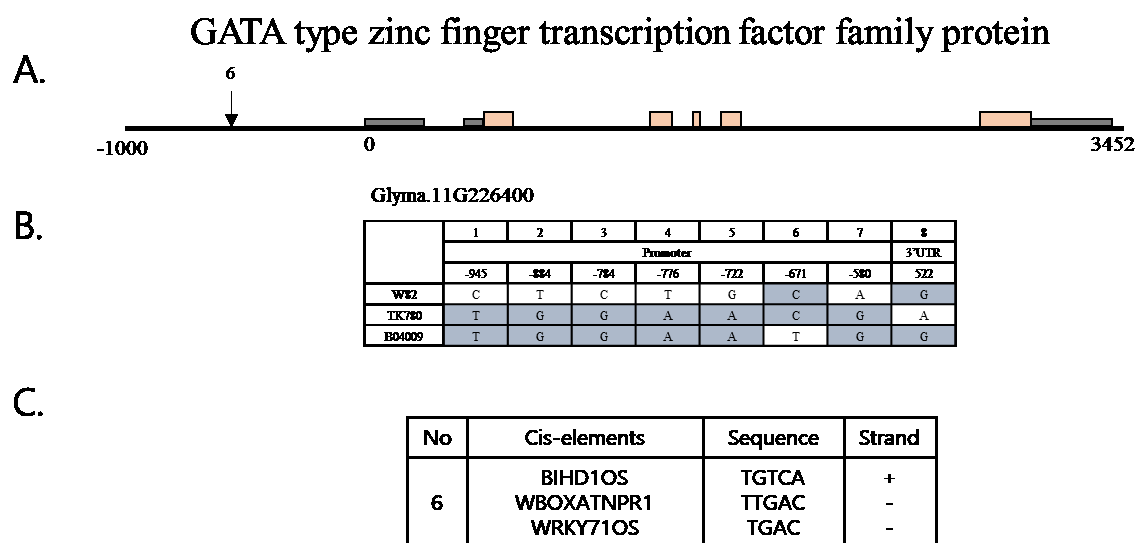 GATA type zinc finger transcription factor family protein
A.
6
-1000 0 3452
Glyma.11G226400
B.
1 2 3 4 5 6 7 8
Promoter 3'UTR
-945 -884 -784 -776 -722 -671 -580 522
W82 C T C T G C A G
TK780 T G G A A C G A
B04009 T G G A A T G G
C.
No Cis-elements Sequence Strand
BIHD1OS TGTCA +
6 WBOXATNPR1 TTGAC -
WRKY71OS TGAC -